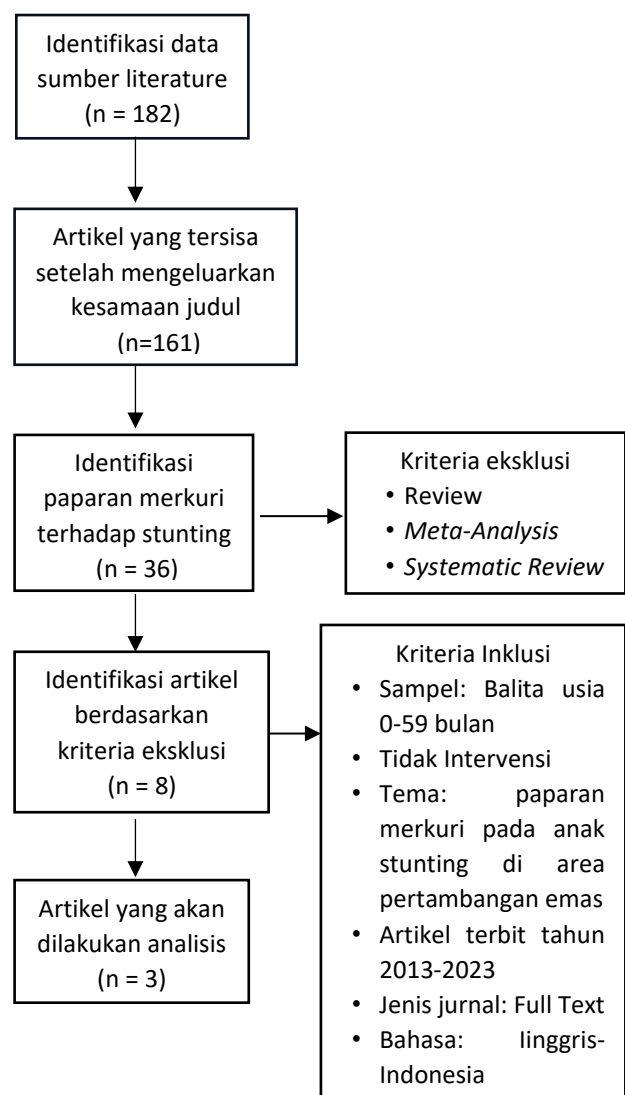 Identifikasi data
sumber literature
(n = 182)
Artikel yang tersisa
setelah mengeluarkan
kesamaan judul
(n=161)
Identifikasi
paparan merkuri
terhadap stunting
(n = 36)
Kriteria eksklusi
• Review
• Meta-Analysis
• Systematic Review
Identifikasi artikel
berdasarkan
kriteria eksklusi
(n = 8)
Kriteria Inklusi
• Sampel: Balita usia
0-59 bulan
• Tidak Intervensi
• Tema: paparan
merkuri pada anak
stunting di area
pertambangan emas
• Artikel terbit tahun
2013-2023
• Jenis jurnal: Full Text
• Bahasa: Iinggris-
Indonesia
Artikel yang akan
dilakukan analisis
(n = 3)